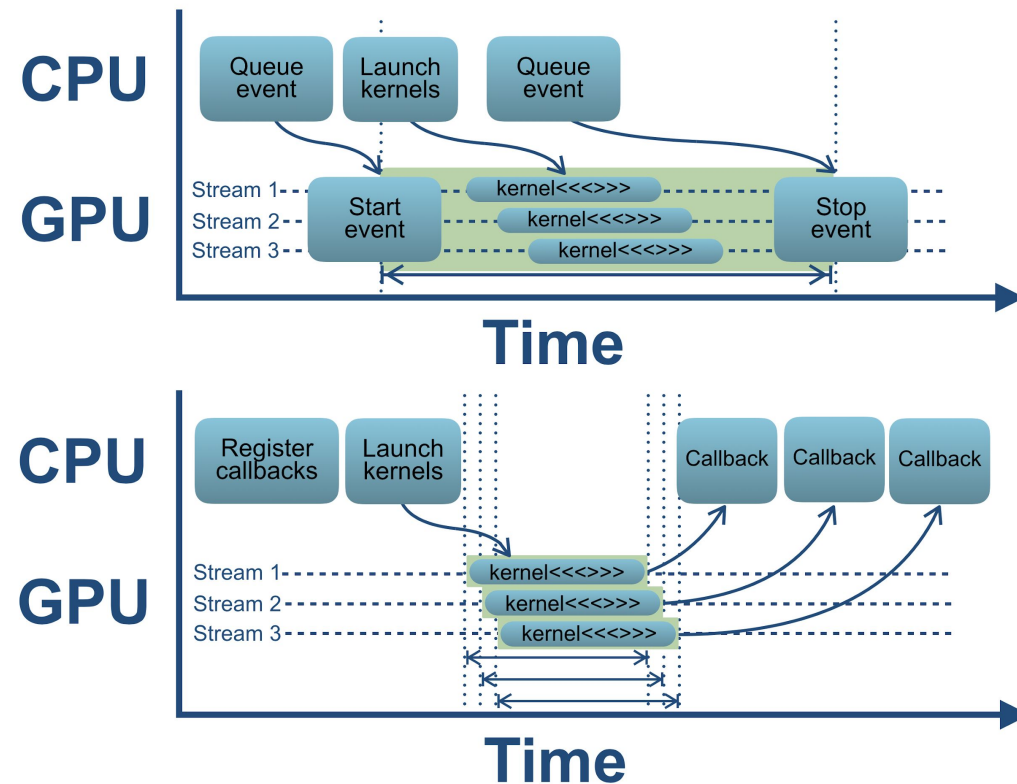 CPU
Queue
event
Launch
kernels
Queue
event
GPU
Stream 1
Stream 2
Stream 3
Start
event
kernel<<<>>>
kernel<<<>>>
kernel<<<>>>
Stop
event
Time
CPU
Register
callbacks
Launch
kernels
Callback
Callback
Callback
GPU
Stream 1
kernel<<<>>>
Stream 2
kernel<<<>>>
Stream 3
kernel<<<>>>
Time